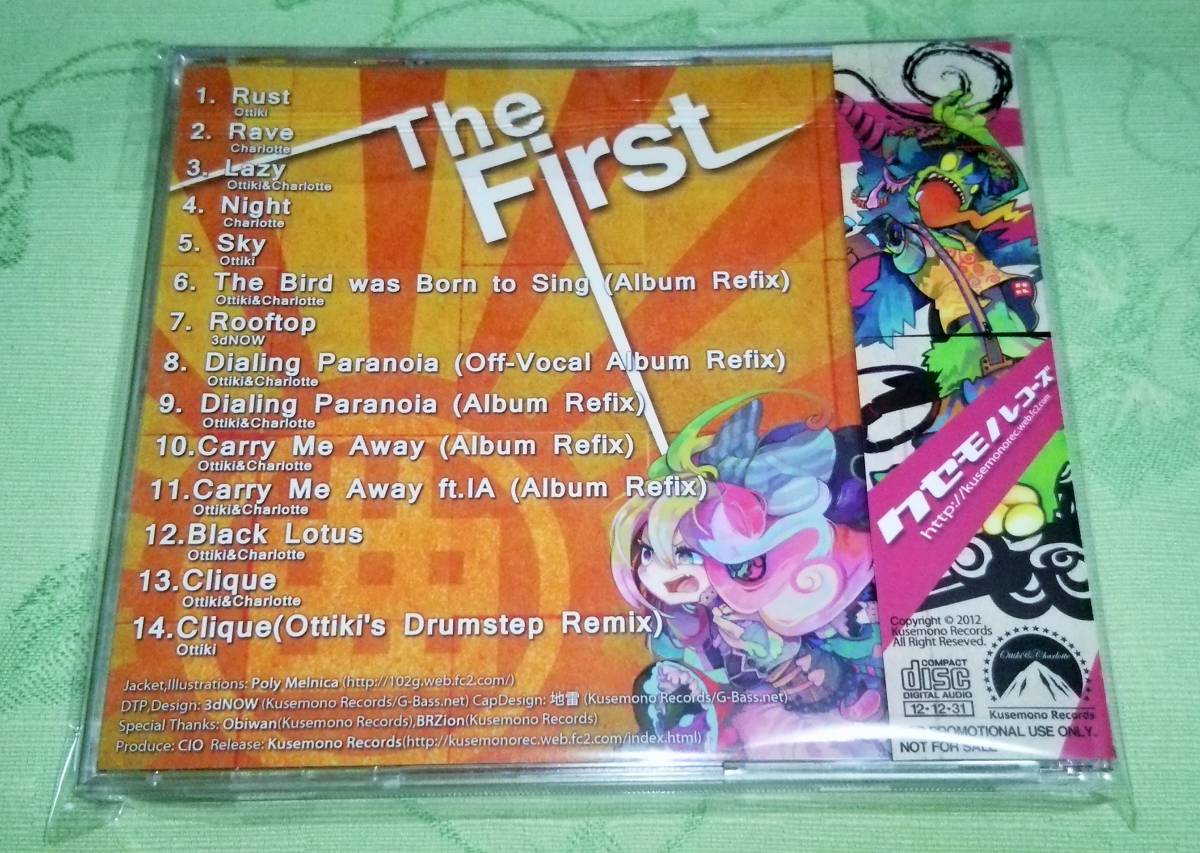 The
First
1. Rust
Ottiki
2. Rave
Charlotte
3. Lazy
Ottiki&Charlotte
4. Night
Charlotte
5. Sky
Ottiki
6. The Bird was Born to Sing (Album Refix)
Ottiki&Charlotte
7. Rooftop
3dNOW
8. Dialing Paranoia (Off-Vocal Album Refix)
Ottiki&Charlotte
9. Dialing Paranoia (Album Refix)
Ottiki&Charlotte
10.Carry Me Away (Album Refix)
Ottiki&Charlotte
11.Carry Me Away ft.IA (Album Refix)
Ottiki&Charlotte
12.Black Lotus
Ottiki&Charlotte
13.Clique
Ottiki&Charlotte
14.Clique(Ottiki's Drumstep Remix)
Ottiki
Jacket,Illustrations: Poly Melnica (http://102g.web.fc2.com/)
DTP,Design: 3dNOW (Kusemono Records/G-Bass.net) CapDesign: 地雷 (Kusemono Records/G-Bass.net)
Special Thanks: Obiwan(Kusemono Records),BRZion(Kusemono Records)
Produce: CIO Release: Kusemono Records(http://kusemonorec.web.fc2.com/index.html)
クセモノレコーズ
http://kusemonorec.web.fc2.com
Copyright © 2012
Kusemono Records
All Right Reseved.
COMPACT
disc
DIGITAL AUDIO
12・12・31
Ottiki&Charlotte
Kusemono Records
PROMOTIONAL USE ONLY.
NOT FOR SALE